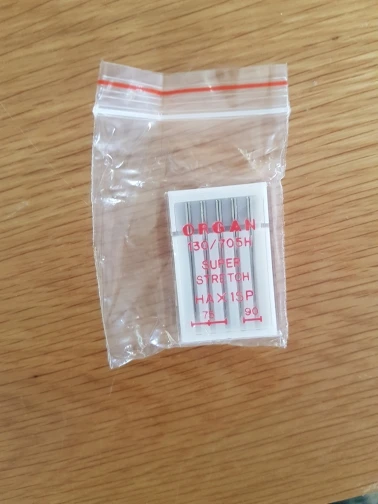 ORGAN
130/705H
SUPER
STRETCH
HA×1SP
75 90